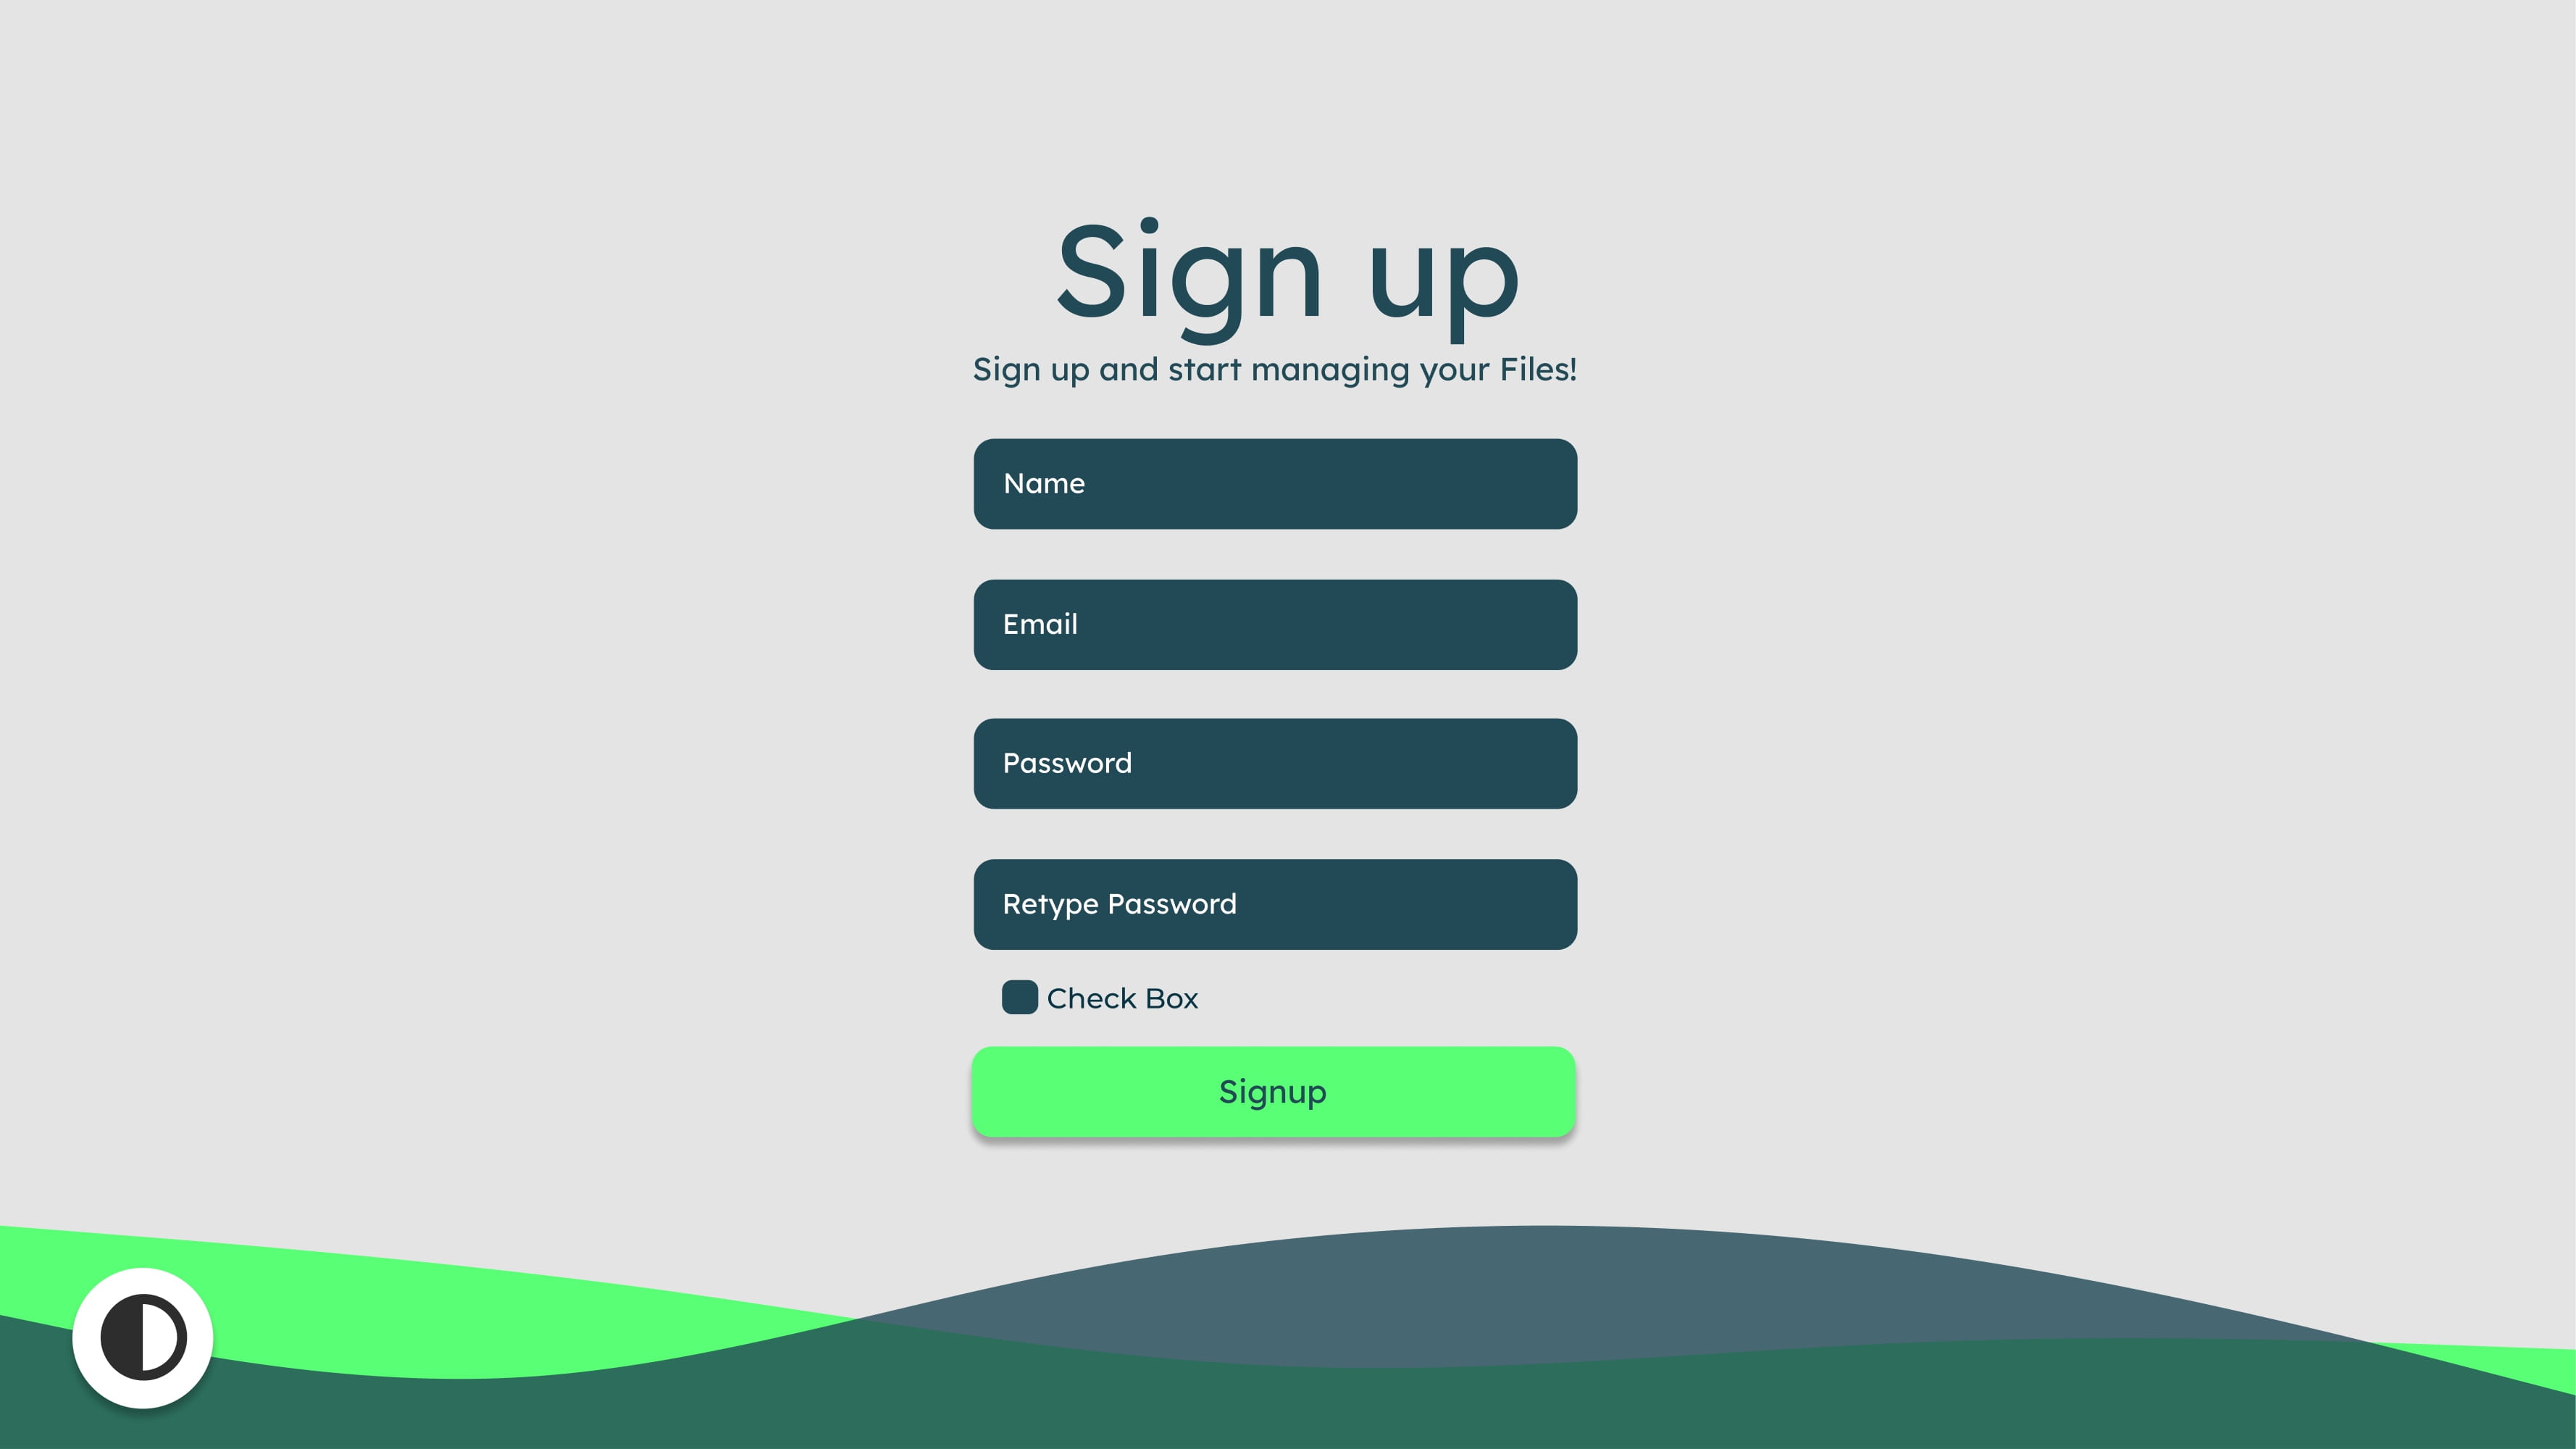 Sign up
Sign up and start managing your Files!
Name
Email
Password
Retype Password
Check Box
Signup